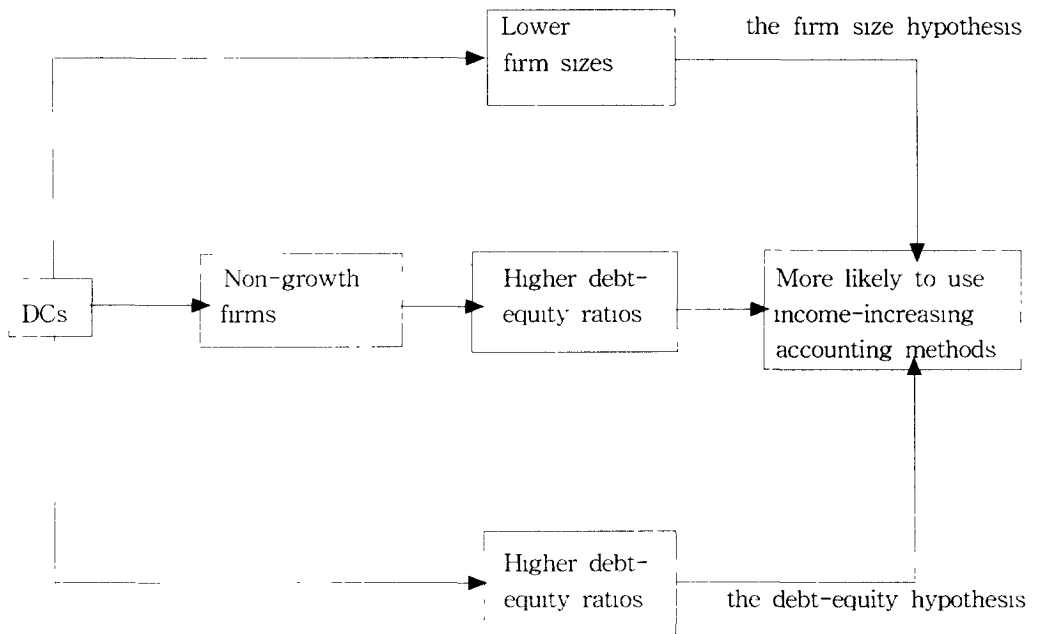 Lower
firm sizes
the firm size hypothesis
DCs
Non-growth
firms
Higher debt-
equity ratios
More likely to use
income-increasing
accounting methods
Higher debt-
equity ratios
the debt-equity hypothesis